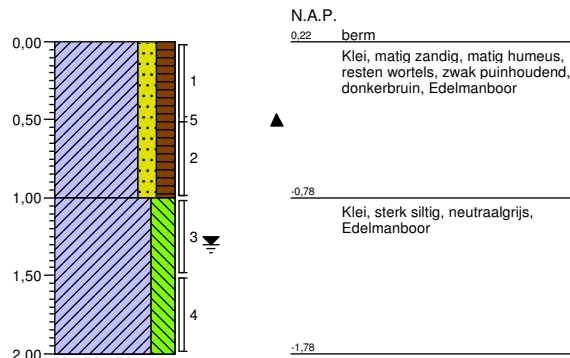 N.A.P.
0,00
0,22 berm
Klei, matig zandig, matig humeus,
resten wortels, zwak puinhoudend,
donkerbruin, Edelmanboor
1
0,50
5
2
1,00
-0,78
Klei, sterk siltig, neutraalgrijs,
Edelmanboor
3
1,50
4
2,00
-1,78